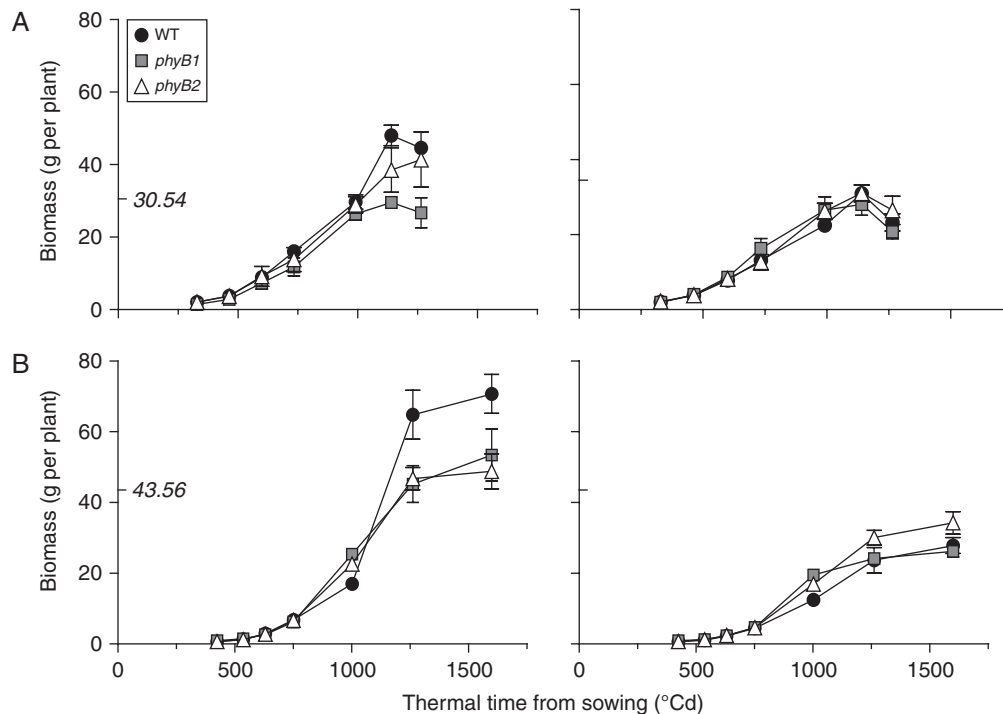 A
80
60
40
20
0
Biomass (g per plant)
WT
phyB1
phyB2
30.54
B
80
60
40
20
0
Biomass (g per plant)
43.56
0 500 1000 1500 0 500 1000 1500
Thermal time from sowing (°Cd)